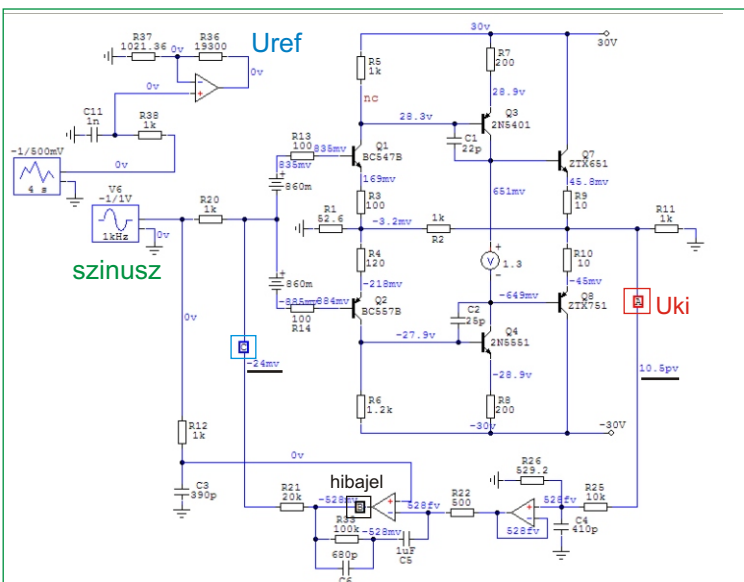 R37
1021.36
0v
R36
19300
0v
Uref
0v
C11
1n
R38
1k
0v
-1/500mV
4 s
V6
-1/1V
1kHz
0v
szinusz
R20
1k
0v
R13
100
835mv
835mv
860m
860m
-885mv
-884mv
100
R14
30v
30V
R5
1k
nc
R7
200
28.9v
28.3v
Q3
2N5401
C1
22p
Q1
BC547B
Q7
ZTX651
169mv
651mv
45.8mv
R3
100
R9
10
R1
52.6
-3.2mv
1k
R2
R11
1k
R4
120
-218mv
V
1.3
R10
10
-45mv
Q2
BC557B
-649mv
Q8
ZTX751
A
Uki
C2
25p
Q4
2N5551
-27.9v
-28.9v
C
-24mv
10.5pv
R6
1.2k
R8
200
-30v
-30V
R12
1k
0v
C3
390p
R21
20k
hibajel
-528mv
B
R33
100k
-528mv
680p
C6
1uF
C5
528fv
R22
500
528fv
528fv
R26
529.2
R25
10k
C4
410p